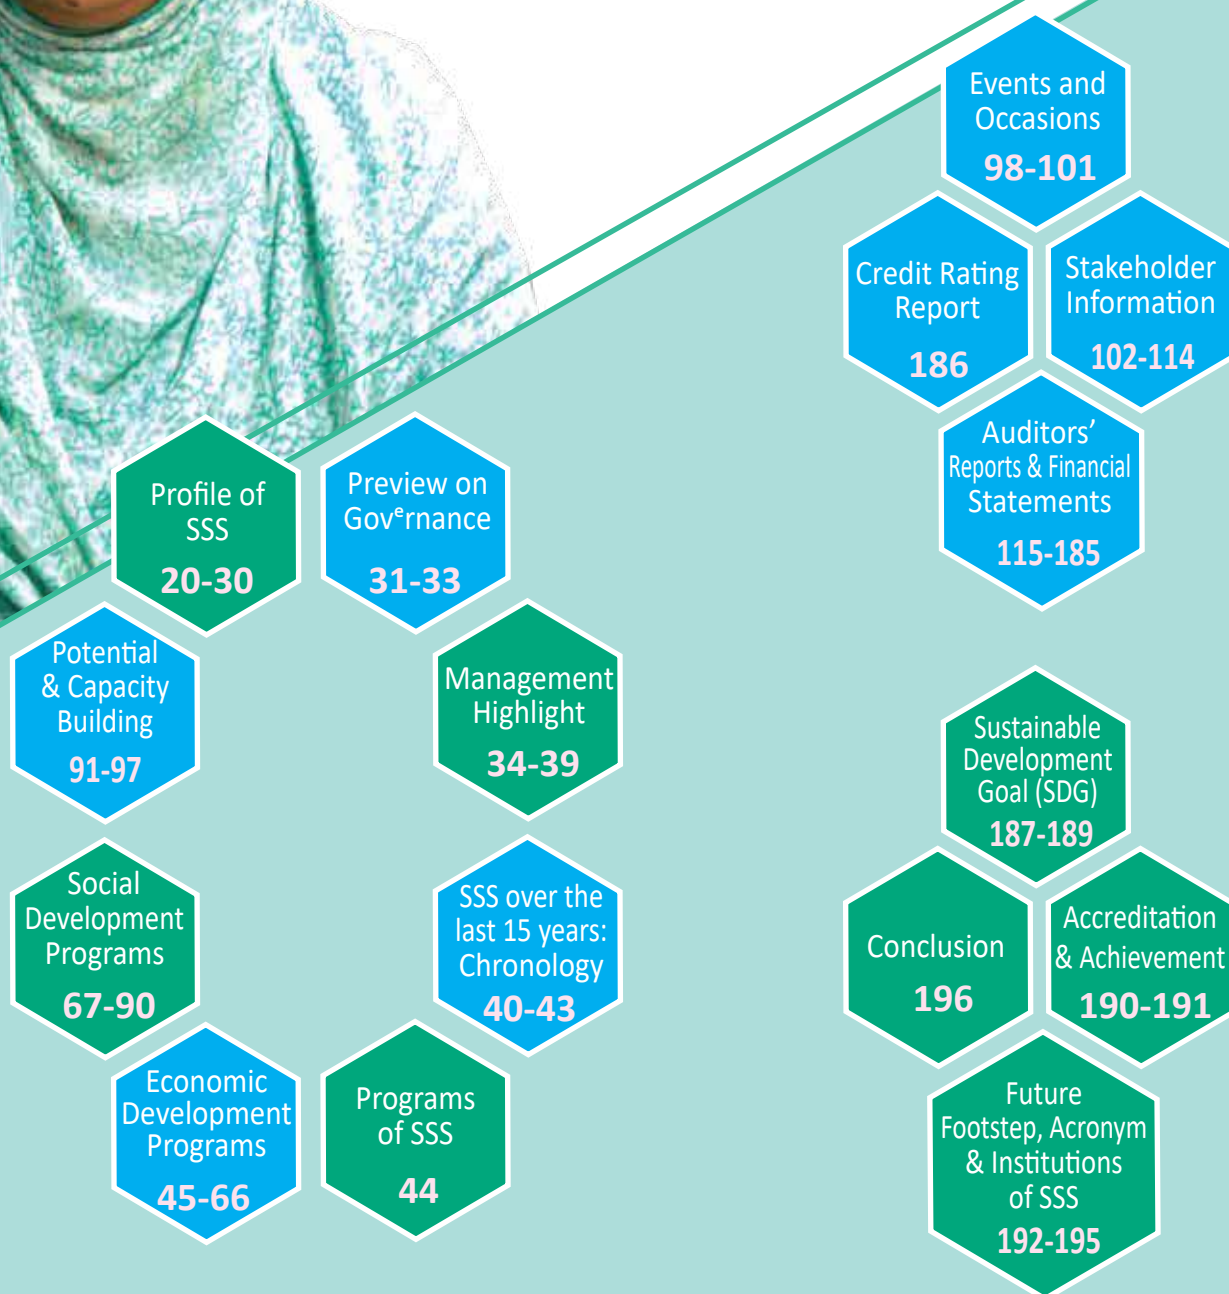 Events and
Occasions
98-101
Credit Rating
Report
186
Stakeholder
Information
102-114
Auditors’
Reports & Financial
Statements
115-185
Profile of
SSS
20-30
Preview on
Governance
31-33
Potential
& Capacity
Building
91-97
Management
Highlight
34-39
Social
Development
Programs
67-90
SSS over the
last 15 years:
Chronology
40-43
Economic
Development
Programs
45-66
Programs
of SSS
44
Sustainable
Development
Goal (SDG)
187-189
Conclusion
196
Accreditation
& Achievement
190-191
Future
Footstep, Acronym
& Institutions
of SSS
192-195